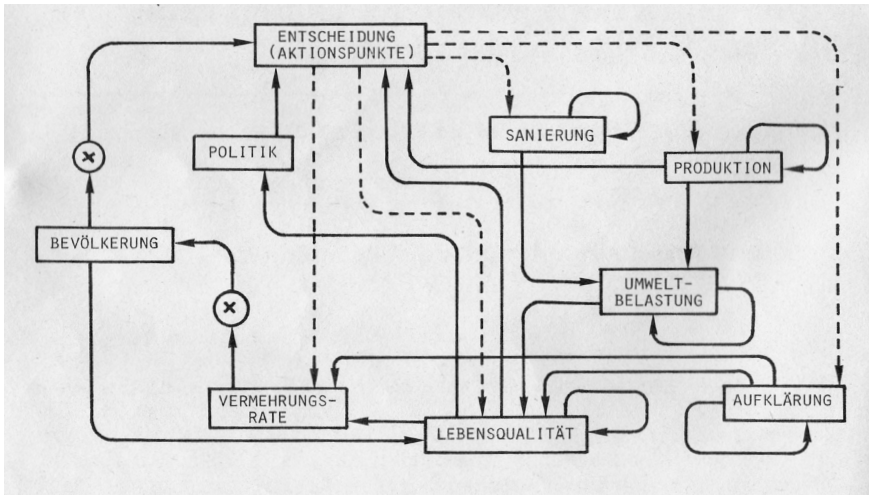 ENTSCHEIDUNG
(AKTIONSPUNKTE)
SANIERUNG
POLITIK
PRODUKTION
BEVÖLKERUNG
UMWELT-
BELASTUNG
VERMEHRUNGS-
RATE
AUFKLÄRUNG
LEBENSQUALITÄT